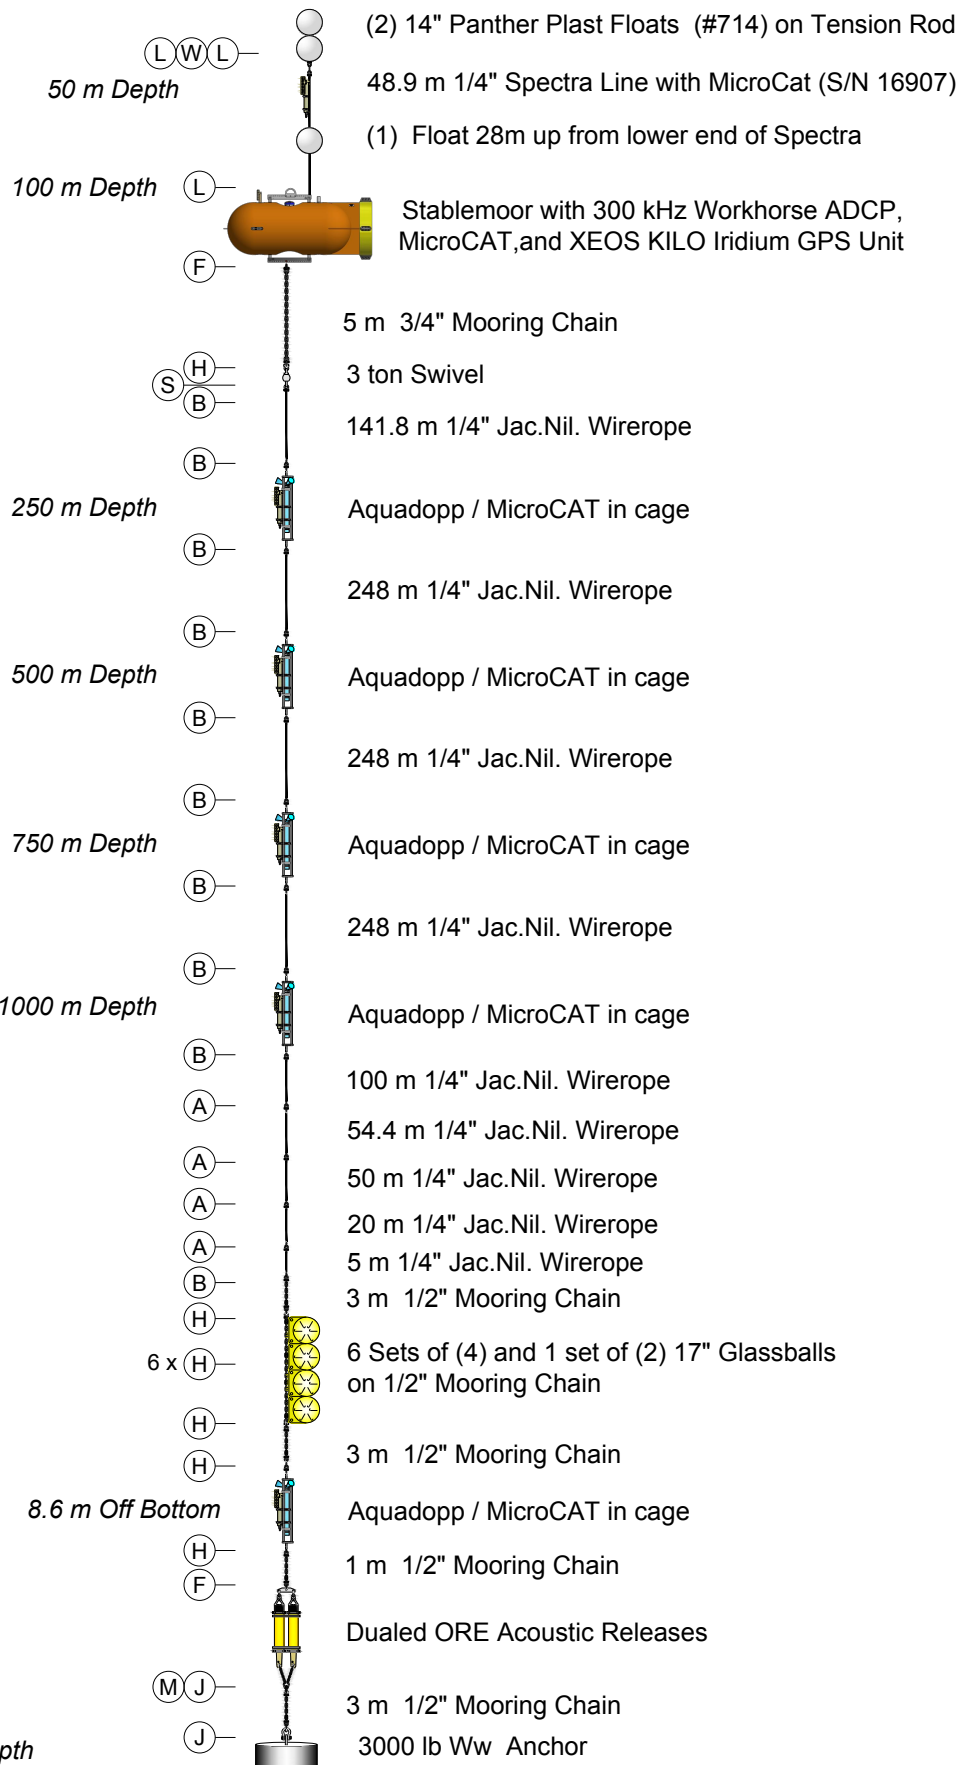 (2) 14" Panther Plast Floats (#714) on Tension Rod
L W L
50 m Depth
48.9 m 1/4" Spectra Line with MicroCat (S/N 16907)
(1) Float 28m up from lower end of Spectra
100 m Depth L
Stablemoor with 300 kHz Workhorse ADCP,
MicroCAT,and XEOS KILO Iridium GPS Unit
F
5 m 3/4" Mooring Chain
H
3 ton Swivel
S
B
141.8 m 1/4" Jac.Nil. Wirerope
B
250 m Depth
Aquadopp / MicroCAT in cage
B
248 m 1/4" Jac.Nil. Wirerope
B
500 m Depth
Aquadopp / MicroCAT in cage
B
248 m 1/4" Jac.Nil. Wirerope
B
750 m Depth
Aquadopp / MicroCAT in cage
B
248 m 1/4" Jac.Nil. Wirerope
B
1000 m Depth
Aquadopp / MicroCAT in cage
B
100 m 1/4" Jac.Nil. Wirerope
A
54.4 m 1/4" Jac.Nil. Wirerope
A
50 m 1/4" Jac.Nil. Wirerope
A
20 m 1/4" Jac.Nil. Wirerope
A
5 m 1/4" Jac.Nil. Wirerope
B
3 m 1/2" Mooring Chain
H
6 Sets of (4) and 1 set of (2) 17" Glassballs
6 x H
on 1/2" Mooring Chain
H
3 m 1/2" Mooring Chain
H
8.6 m Off Bottom
Aquadopp / MicroCAT in cage
H
1 m 1/2" Mooring Chain
F
Dualed ORE Acoustic Releases
M J
3 m 1/2" Mooring Chain
J
3000 lb Ww Anchor
pth